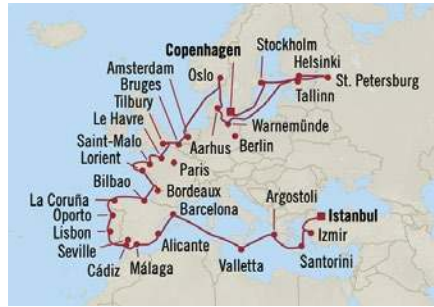 Copenhagen
Stockholm
Helsinki
Amsterdam
Oslo
St. Petersburg
Bruges
Tallinn
Tilbury
Le Havre
Warnemünde
Saint-Malo
Aarhus
Berlin
Lorient
Paris
Bilbao
Bordeaux
Argostoli
La Coruña
Barcelona
Istanbul
Oporto
Izmir
Lisbon
Alicante
Seville
Valletta
Santorini
Cádiz
Málaga